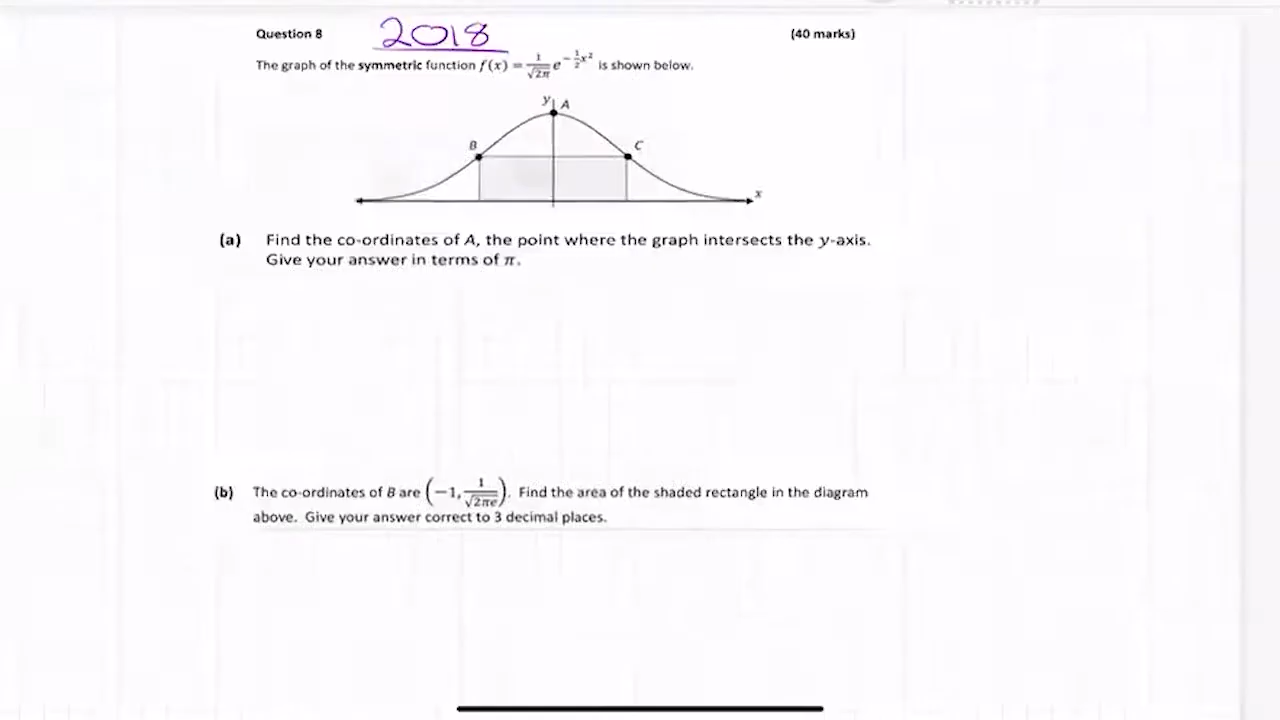 Question 8 2018 (40 marks)
The graph of the symmetric function f(x) = 1/√2π e^(−1/2 x²) is shown below.
y A
B C
x
(a) Find the co-ordinates of A, the point where the graph intersects the y-axis.
Give your answer in terms of π.
(b) The co-ordinates of B are (−1, 1/√2πe). Find the area of the shaded rectangle in the diagram
above. Give your answer correct to 3 decimal places.